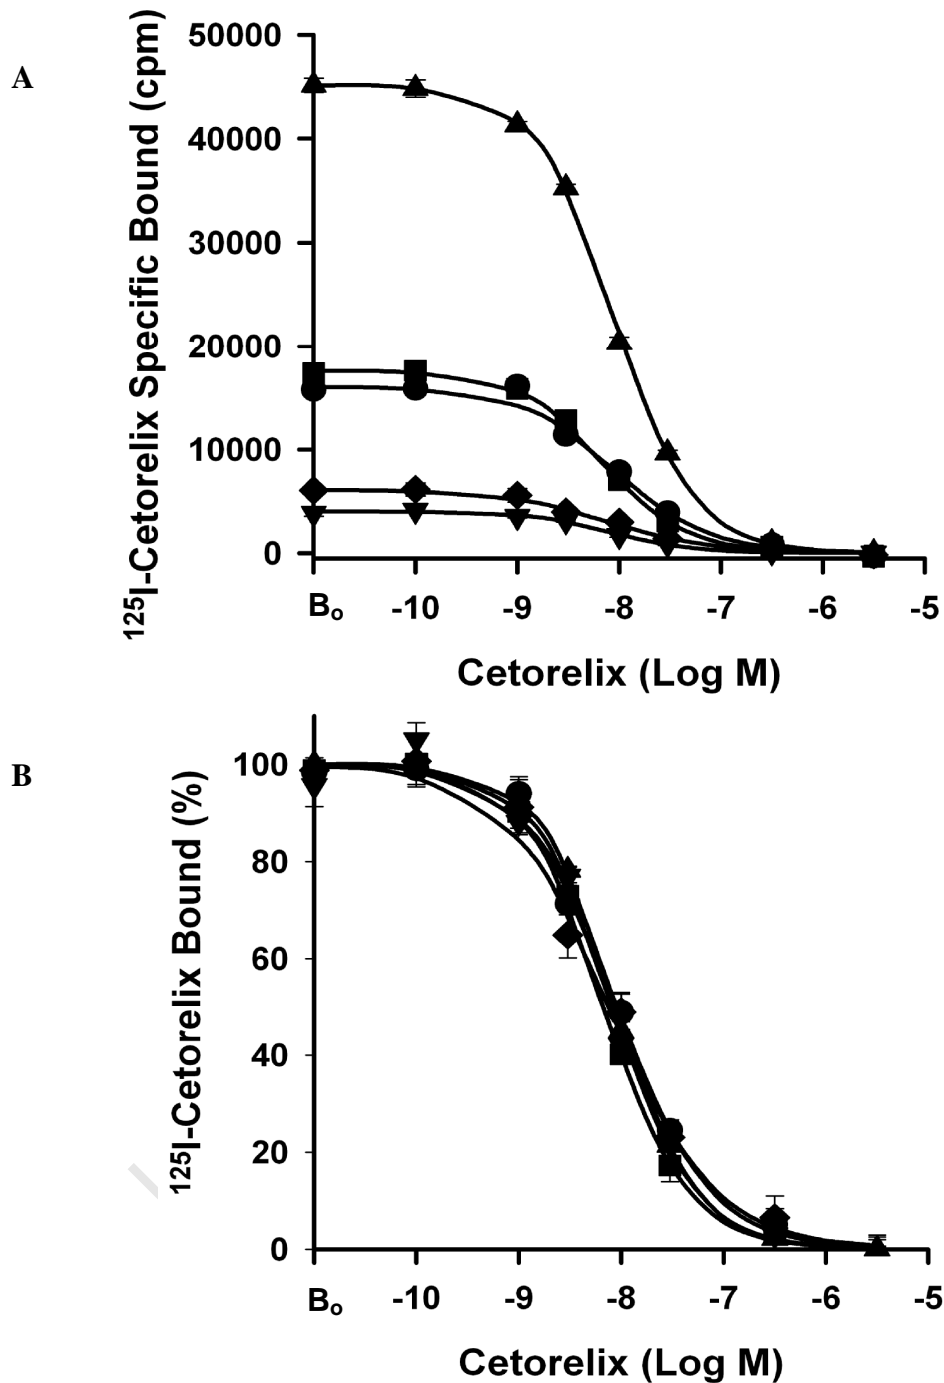 A
¹²⁵I-Cetorelix Specific Bound (cpm)
50000
40000
30000
20000
10000
0
Bₒ -10 -9 -8 -7 -6 -5
Cetorelix (Log M)
B
¹²⁵I-Cetorelix Bound (%)
100
80
60
40
20
0
Bₒ -10 -9 -8 -7 -6 -5
Cetorelix (Log M)